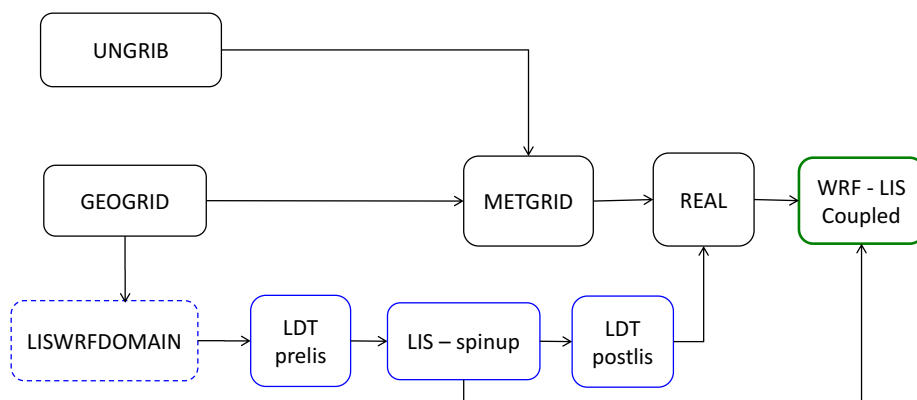 UNGRIB
GEOGRID
METGRID
REAL
WRF - LIS
Coupled
LISWRFDOMAIN
LDT
prelis
LIS – spinup
LDT
postlis